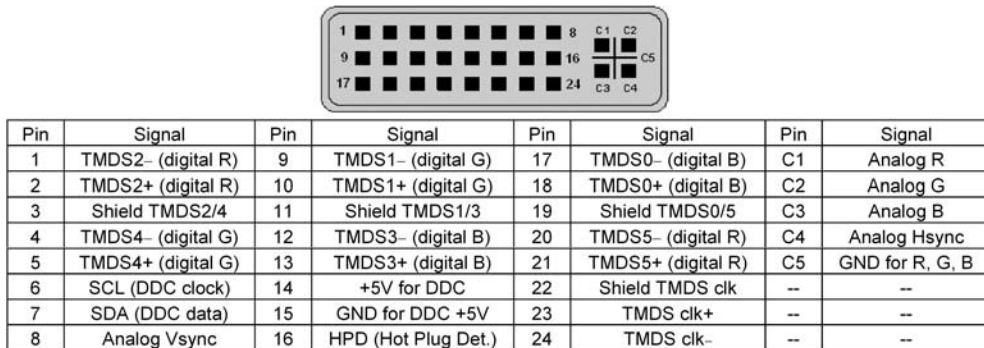 1 8 C1 C2
9 16 C5
17 24 C3 C4
Pin Signal Pin Signal Pin Signal Pin Signal
1 TMDS2– (digital R) 9 TMDS1– (digital G) 17 TMDS0– (digital B) C1 Analog R
2 TMDS2+ (digital R) 10 TMDS1+ (digital G) 18 TMDS0+ (digital B) C2 Analog G
3 Shield TMDS2/4 11 Shield TMDS1/3 19 Shield TMDS0/5 C3 Analog B
4 TMDS4– (digital G) 12 TMDS3– (digital B) 20 TMDS5– (digital R) C4 Analog Hsync
5 TMDS4+ (digital G) 13 TMDS3+ (digital B) 21 TMDS5+ (digital R) C5 GND for R, G, B
6 SCL (DDC clock) 14 +5V for DDC 22 Shield TMDS clk -- --
7 SDA (DDC data) 15 GND for DDC +5V 23 TMDS clk+ -- --
8 Analog Vsync 16 HPD (Hot Plug Det.) 24 TMDS clk– -- --